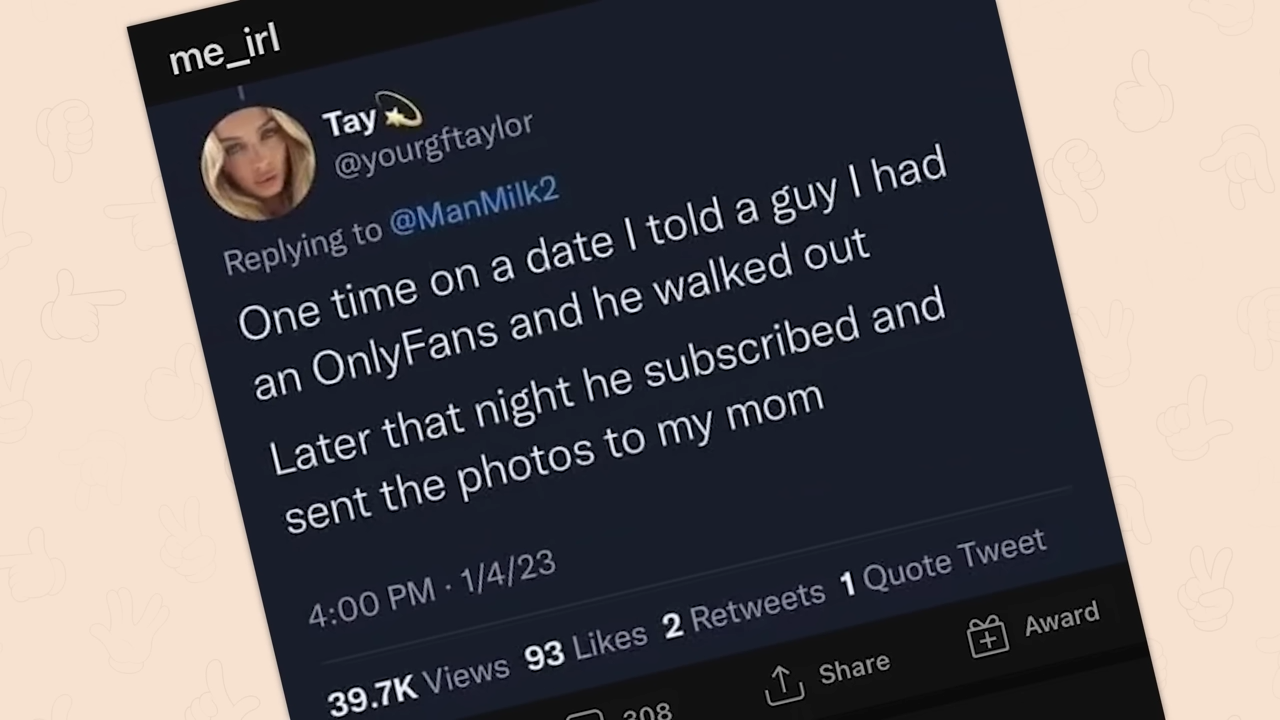 me_irl
Tay💫
@yourgftaylor
Replying to @ManMilk2
One time on a date I told a guy I had
an OnlyFans and he walked out
Later that night he subscribed and
sent the photos to my mom
4:00 PM · 1/4/23
39.7K Views 93 Likes 2 Retweets 1 Quote Tweet
308 Share Award